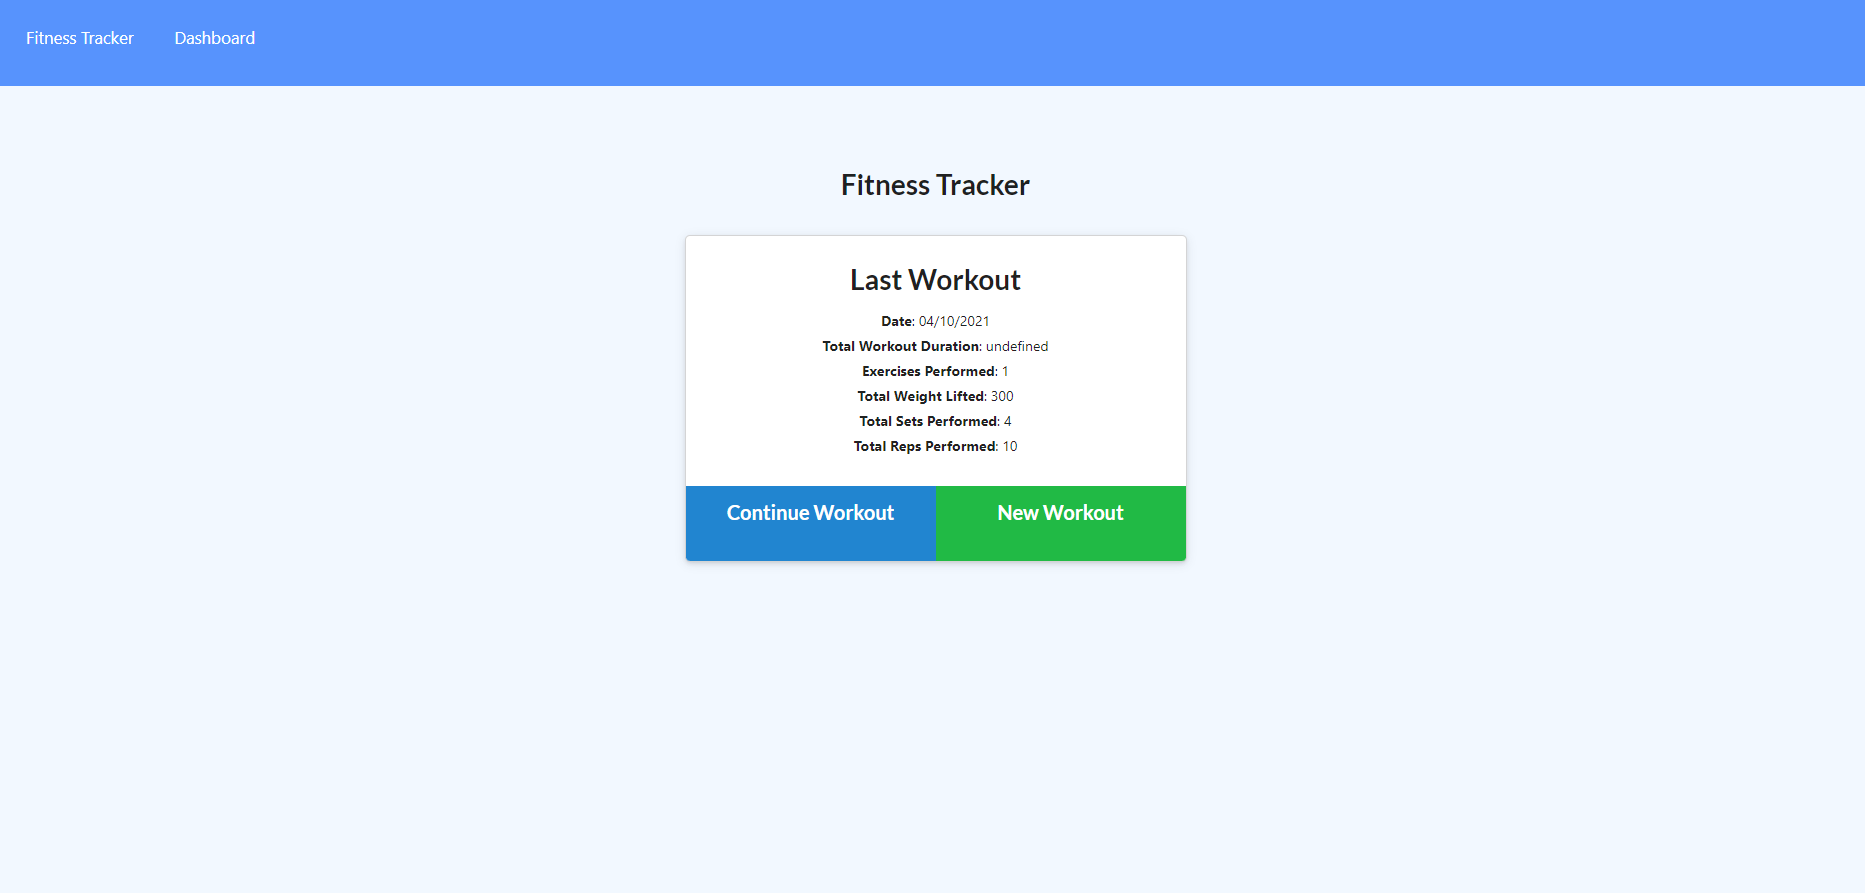 Fitness Tracker Dashboard
Fitness Tracker
Last Workout
Date: 04/10/2021
Total Workout Duration: undefined
Exercises Performed: 1
Total Weight Lifted: 300
Total Sets Performed: 4
Total Reps Performed: 10
Continue Workout New Workout